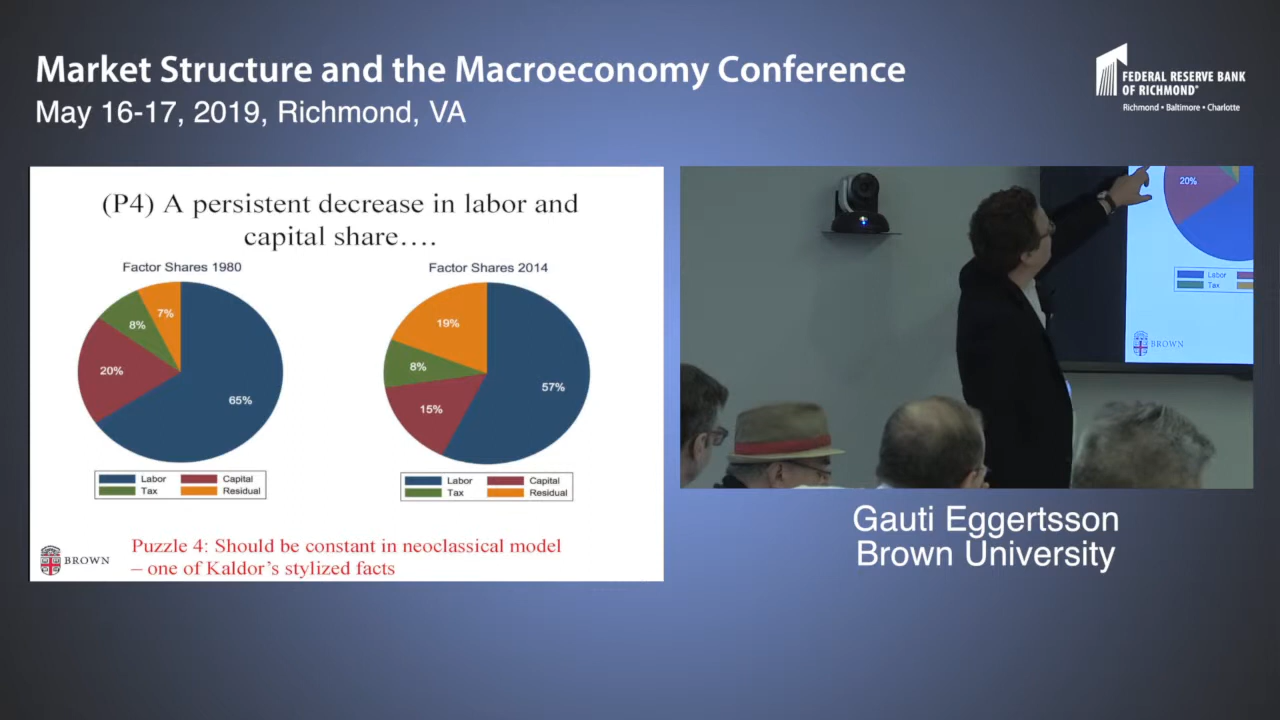 Market Structure and the Macroeconomy Conference
May 16-17, 2019, Richmond, VA
FEDERAL RESERVE BANK
OF RICHMOND®
Richmond • Baltimore • Charlotte
(P4) A persistent decrease in labor and
capital share….
Factor Shares 1980
7%
8%
20%
65%
Labor
Capital
Tax
Residual
Factor Shares 2014
19%
8%
15%
57%
Labor
Capital
Tax
Residual
Puzzle 4: Should be constant in neoclassical model
– one of Kaldor's stylized facts
BROWN
20%
Labor
Tax
BROWN
Gauti Eggertsson
Brown University